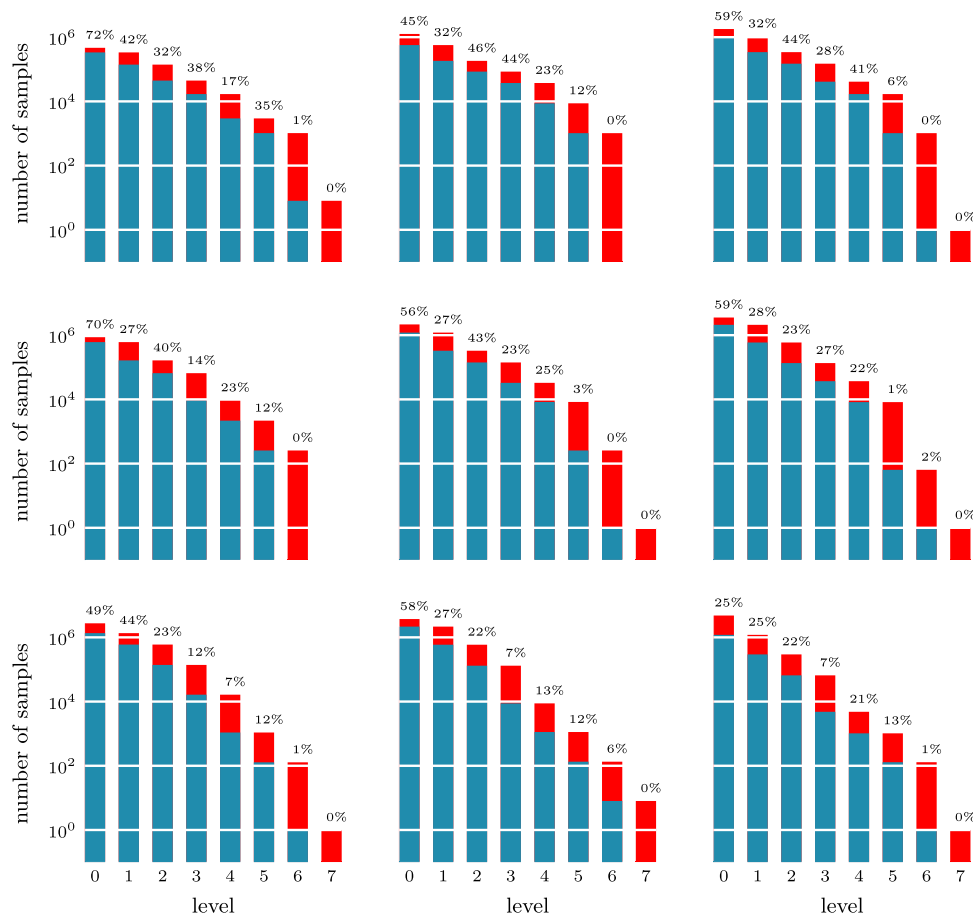 72% 42% 32% 38% 17% 35% 1% 0%
45% 32% 46% 44% 23% 12% 0%
59% 32% 44% 28% 41% 6% 0% 0%
10^6
10^4
10^2
10^0
number of samples
70% 27% 40% 14% 23% 12% 0%
56% 27% 43% 23% 25% 3% 0% 0%
59% 28% 23% 27% 22% 1% 2% 0%
10^6
10^4
10^2
10^0
number of samples
49% 44% 23% 12% 7% 12% 1% 0%
58% 27% 22% 7% 13% 12% 6% 0%
25% 25% 22% 7% 21% 13% 1% 0%
10^6
10^4
10^2
10^0
number of samples
0 1 2 3 4 5 6 7
0 1 2 3 4 5 6 7
0 1 2 3 4 5 6 7
level
level
level